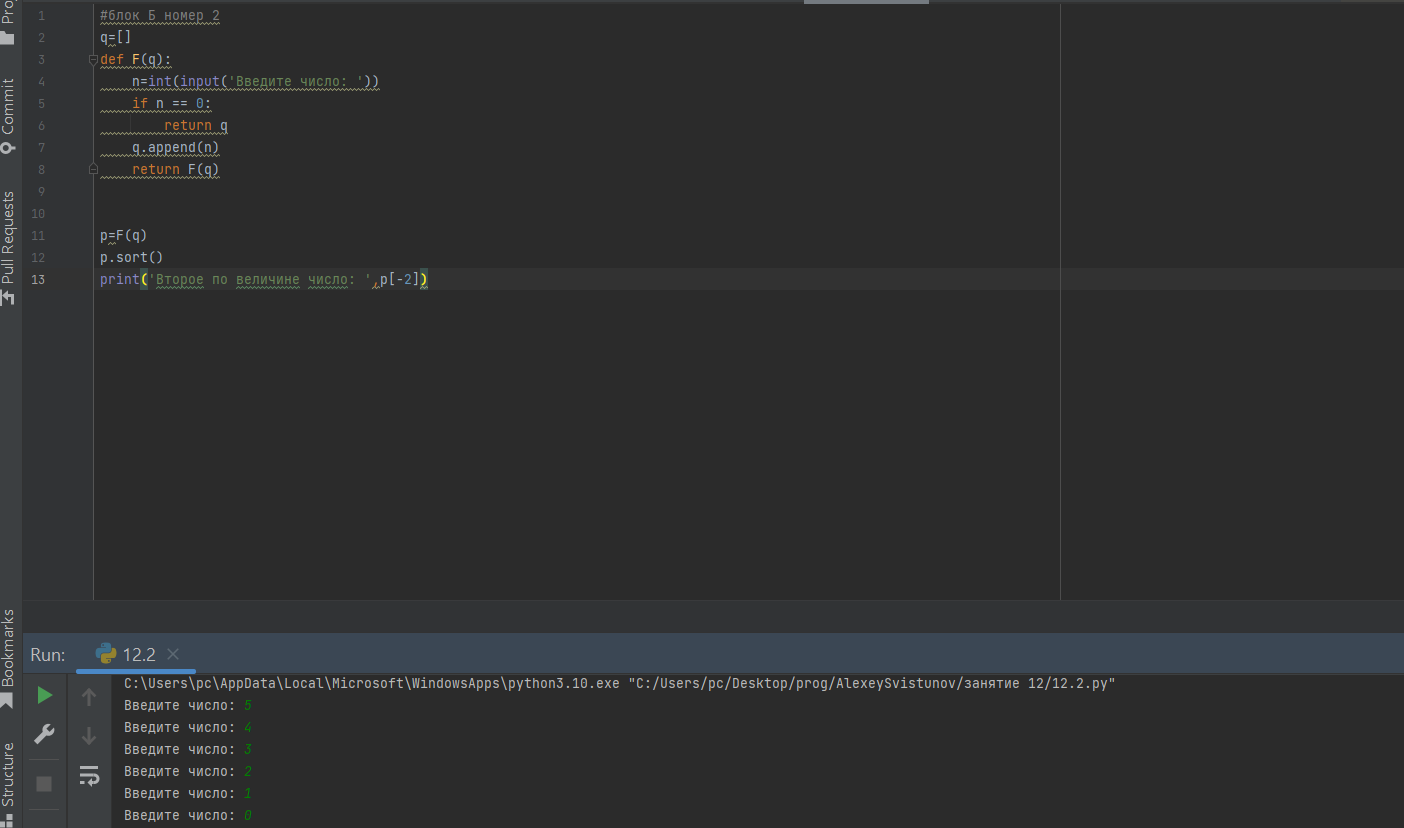 1 #блок Б номер 2
2 q=[]
3 def F(q):
4 n=int(input('Введите число: '))
5 if n == 0:
6 return q
7 q.append(n)
8 return F(q)
9
10
11 p=F(q)
12 p.sort()
13 print('Второе по величине число: ',p[-2])
Pro
Commit
Pull Requests
Bookmarks
Structure
Run: 12.2
C:\Users\pc\AppData\Local\Microsoft\WindowsApps\python3.10.exe "C:/Users/pc/Desktop/prog/AlexeySvistunov/занятие 12/12.2.py"
Введите число: 5
Введите число: 4
Введите число: 3
Введите число: 2
Введите число: 1
Введите число: 0